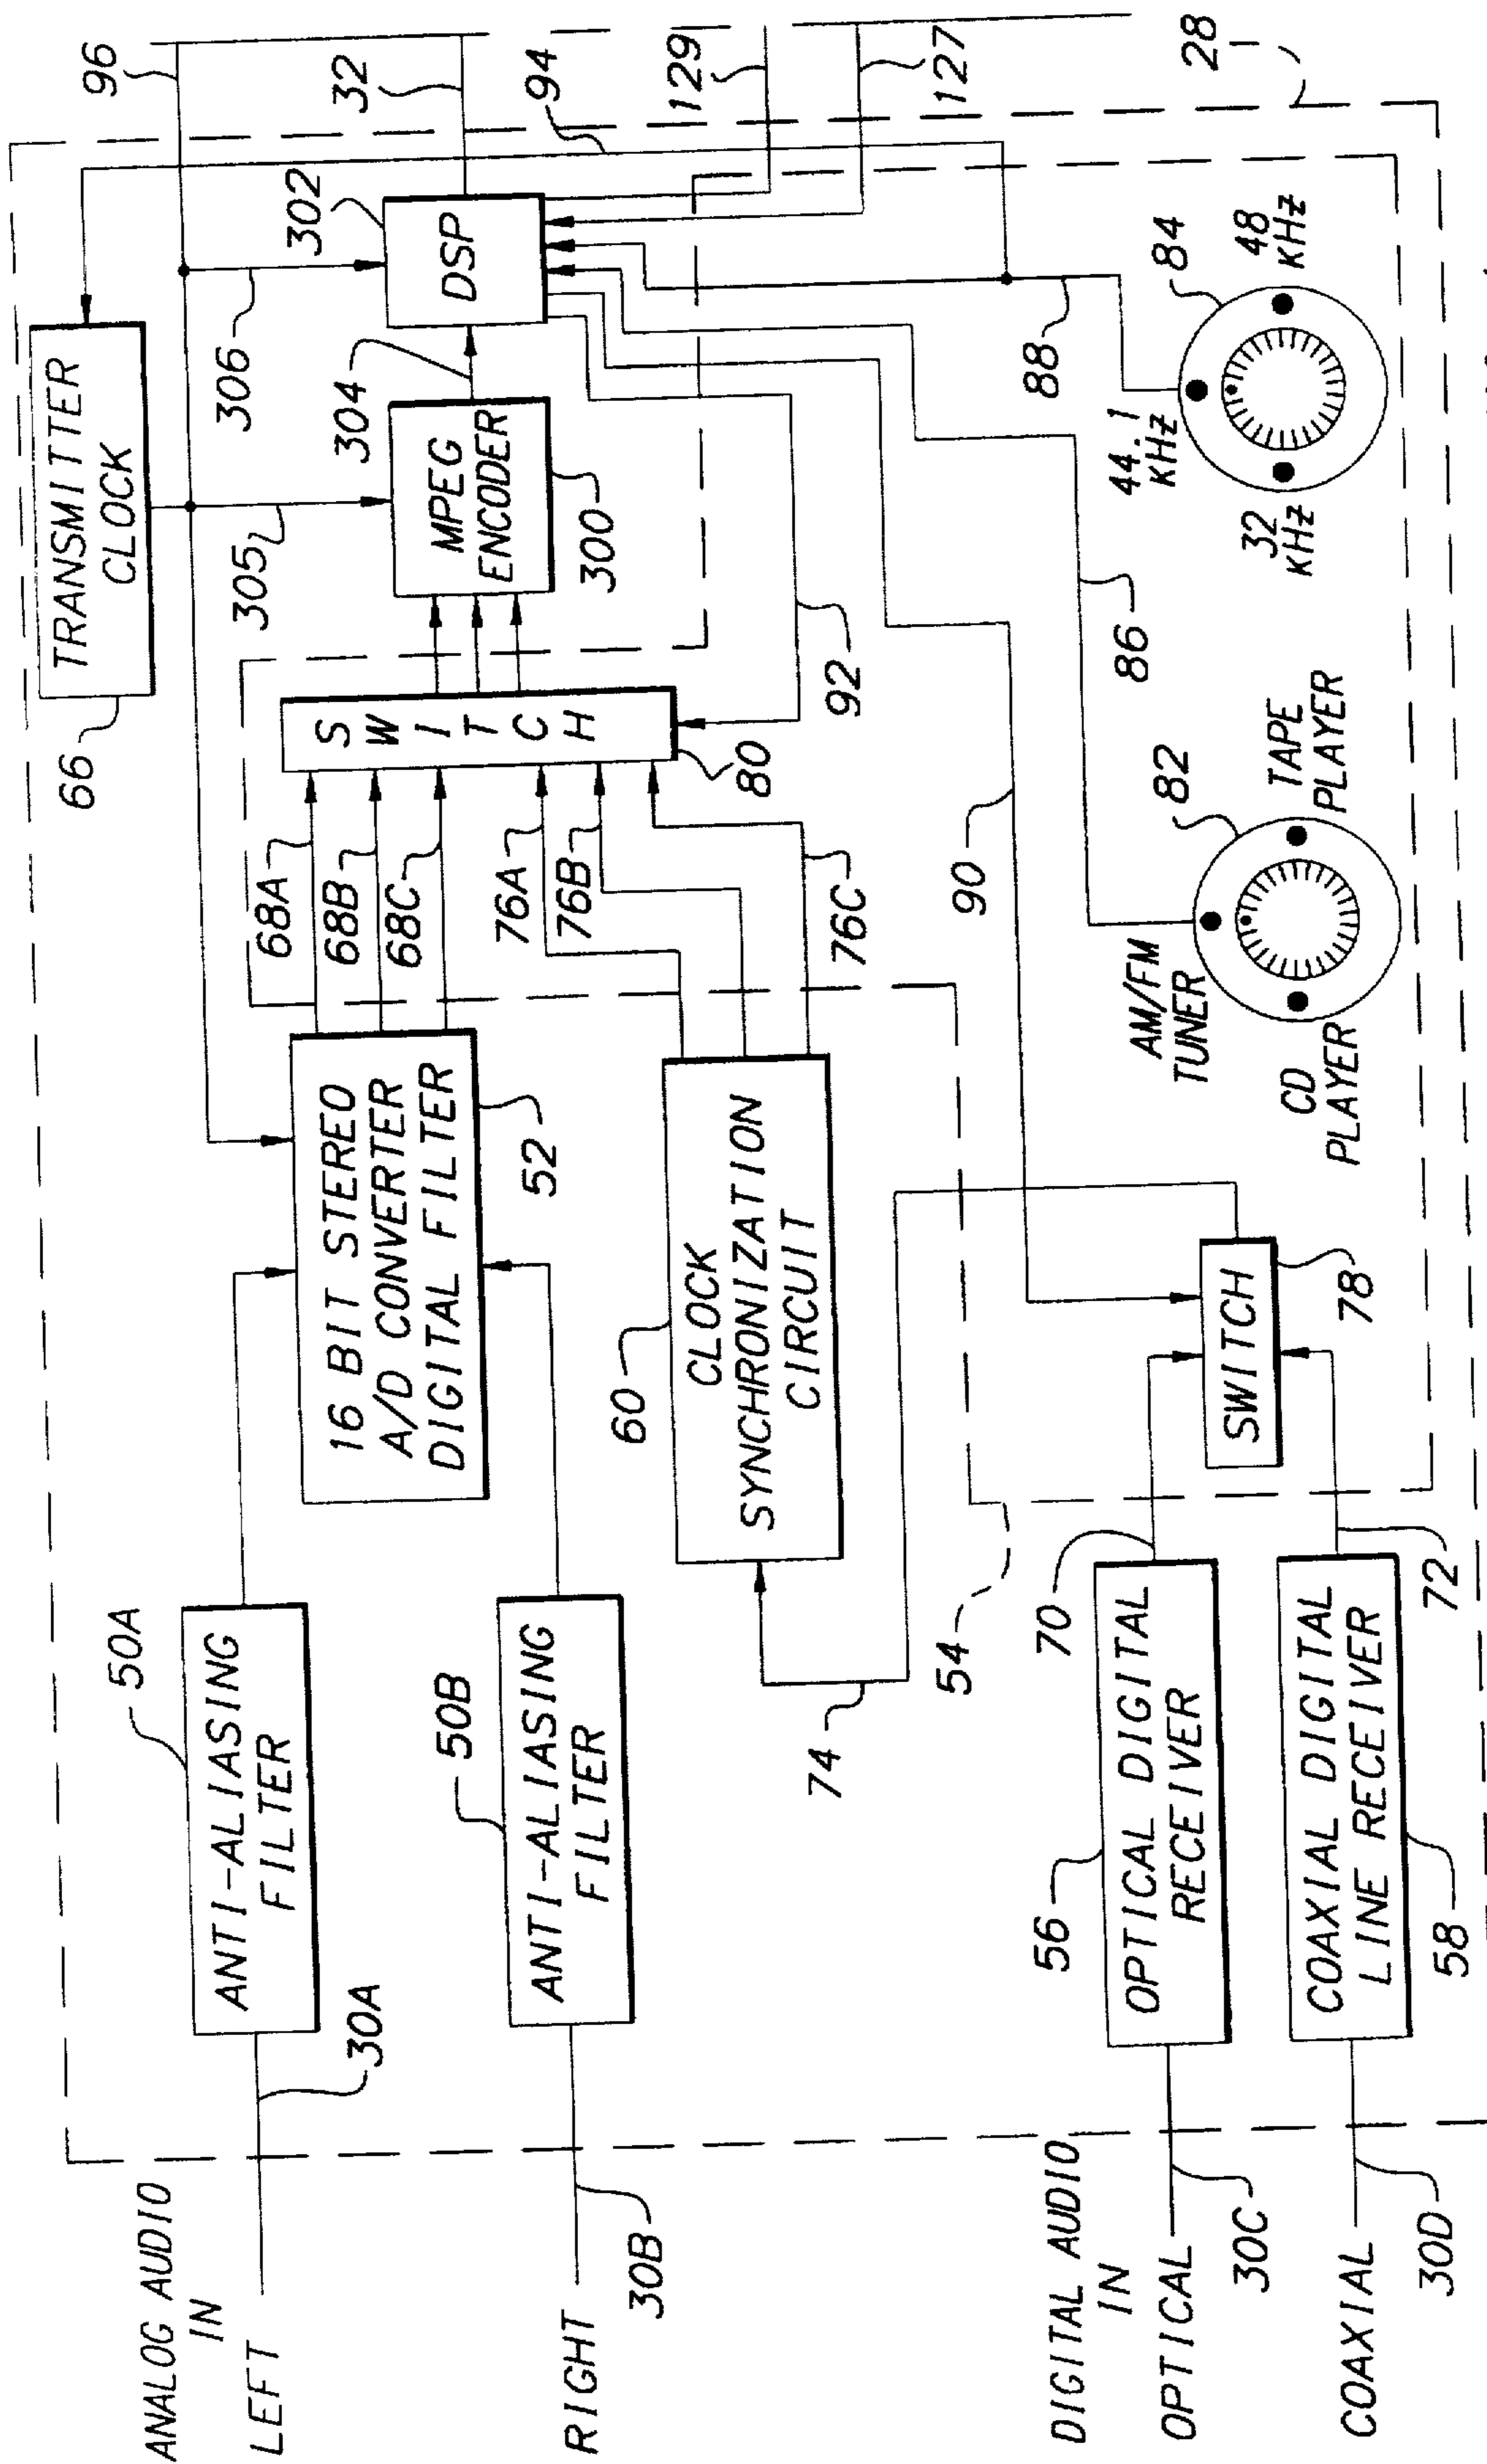 ANALOG AUDIO
IN
LEFT
30A
ANTI-ALIASING
FILTER
50A
RIGHT
30B
ANTI-ALIASING
FILTER
50B
16 BIT STEREO
A/D CONVERTER
DIGITAL FILTER
52
TRANSMITTER
CLOCK
66
96
68A
68B
68C
76A
76B
76C
SWITCH
80
305
306
MPEG
ENCODER
300
304
DSP
302
32
129
94
127
28
60
CLOCK
SYNCHRONIZATION
CIRCUIT
74
54
92
90
86
88
DIGITAL AUDIO
IN
OPTICAL
30C
56
OPTICAL DIGITAL
RECEIVER
70
COAXIAL
30D
COAXIAL DIGITAL
LINE RECEIVER
58
72
SWITCH
78
AM/FM
TUNER
CD
PLAYER
TAPE
PLAYER
82
44.1
KHz
32
KHz
48
KHz
84